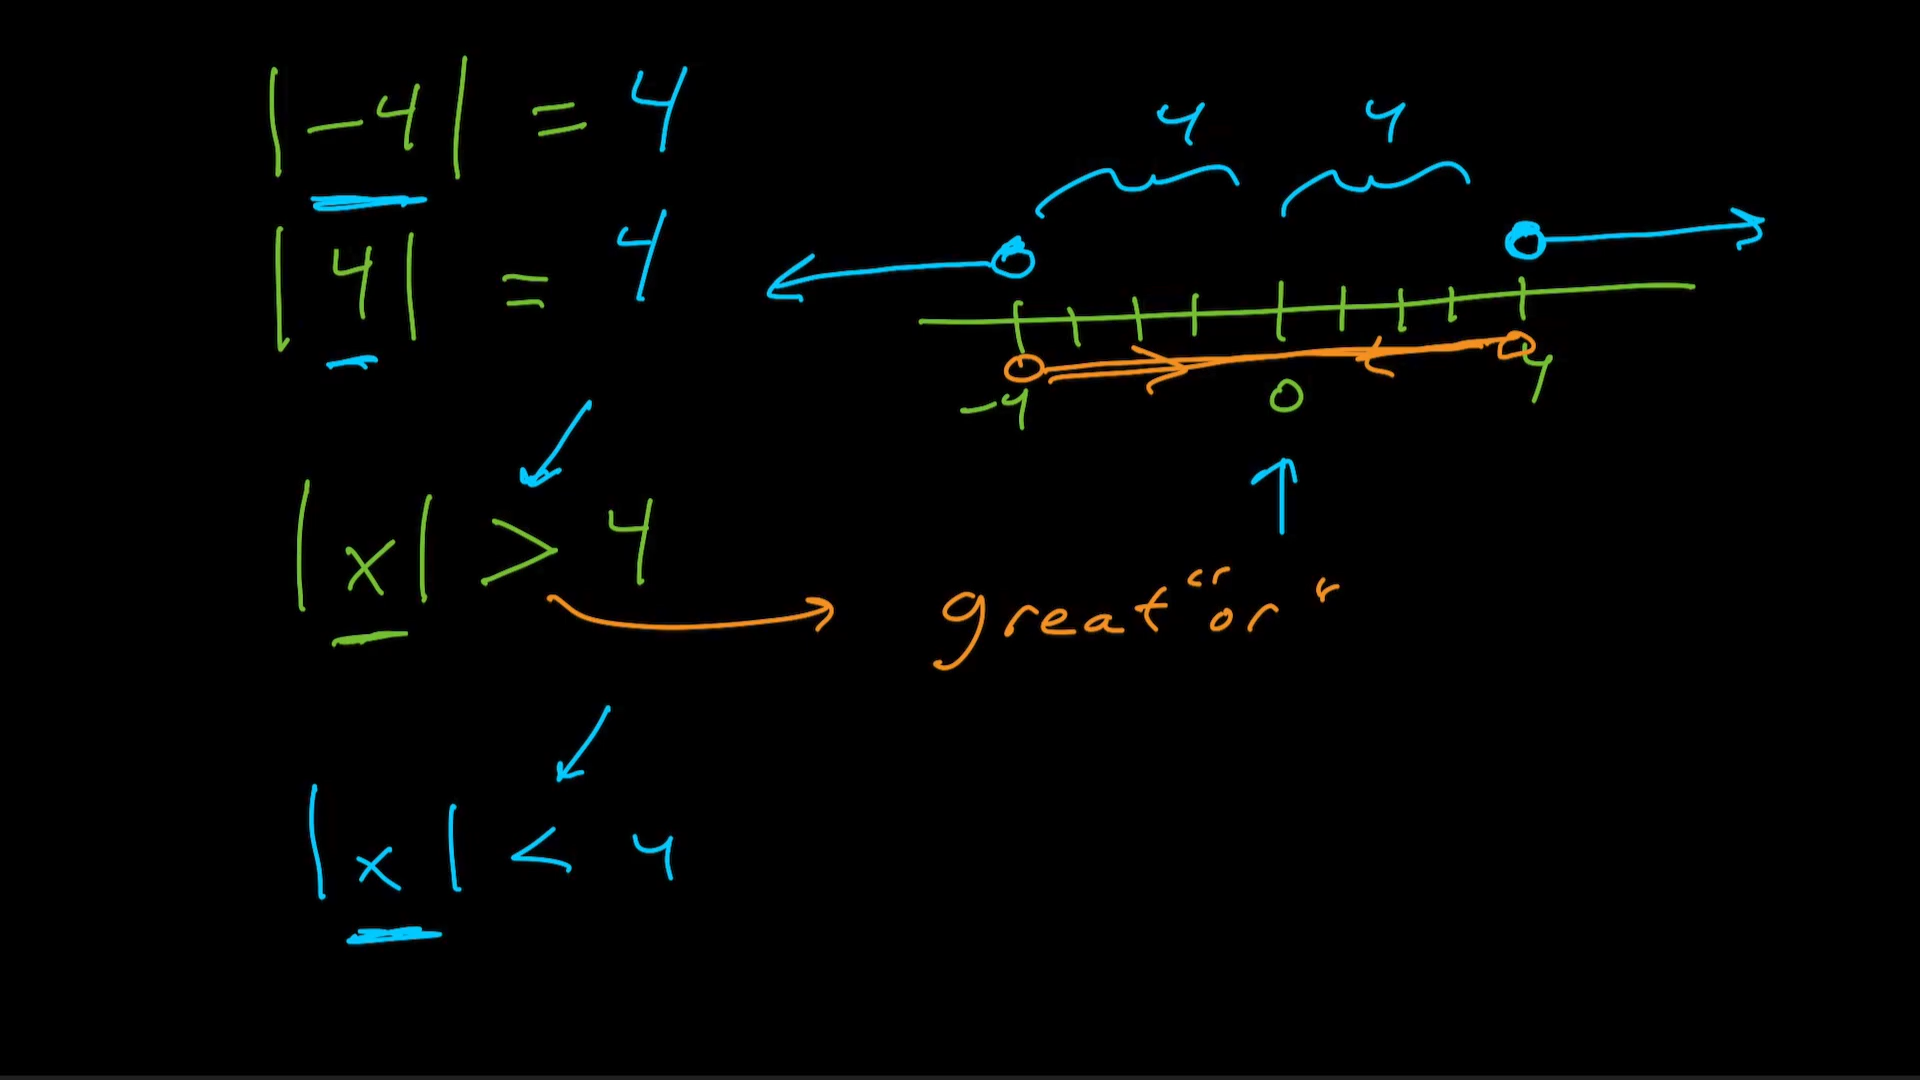 |-4| = 4
|4| = 4
4 4
-4 0 4
|x| > 4
great "or"
|x| < 4